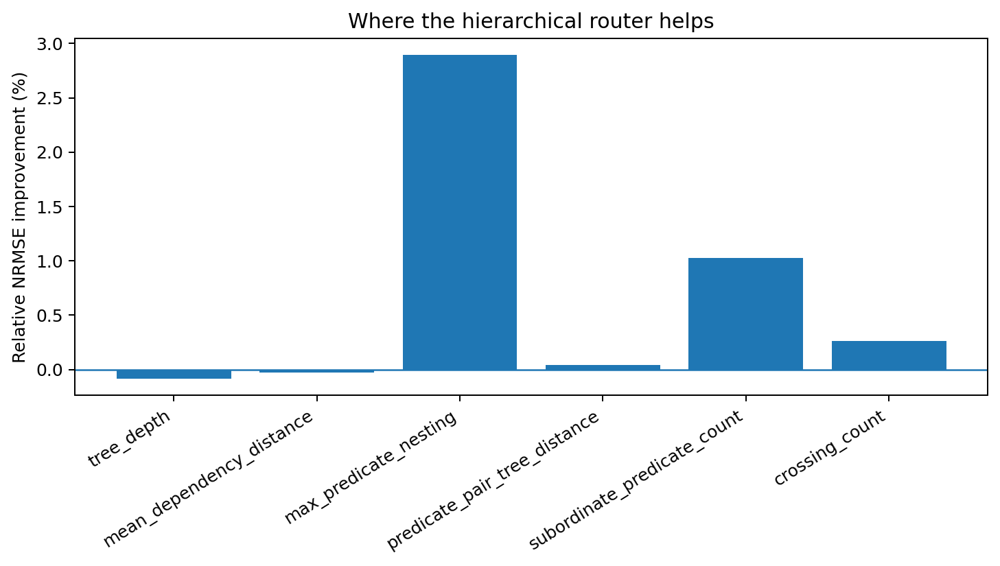 Where the hierarchical router helps
Relative NRMSE improvement (%)
3.0
2.5
2.0
1.5
1.0
0.5
0.0
tree_depth
mean_dependency_distance
max_predicate_nesting
predicate_pair_tree_distance
subordinate_predicate_count
crossing_count